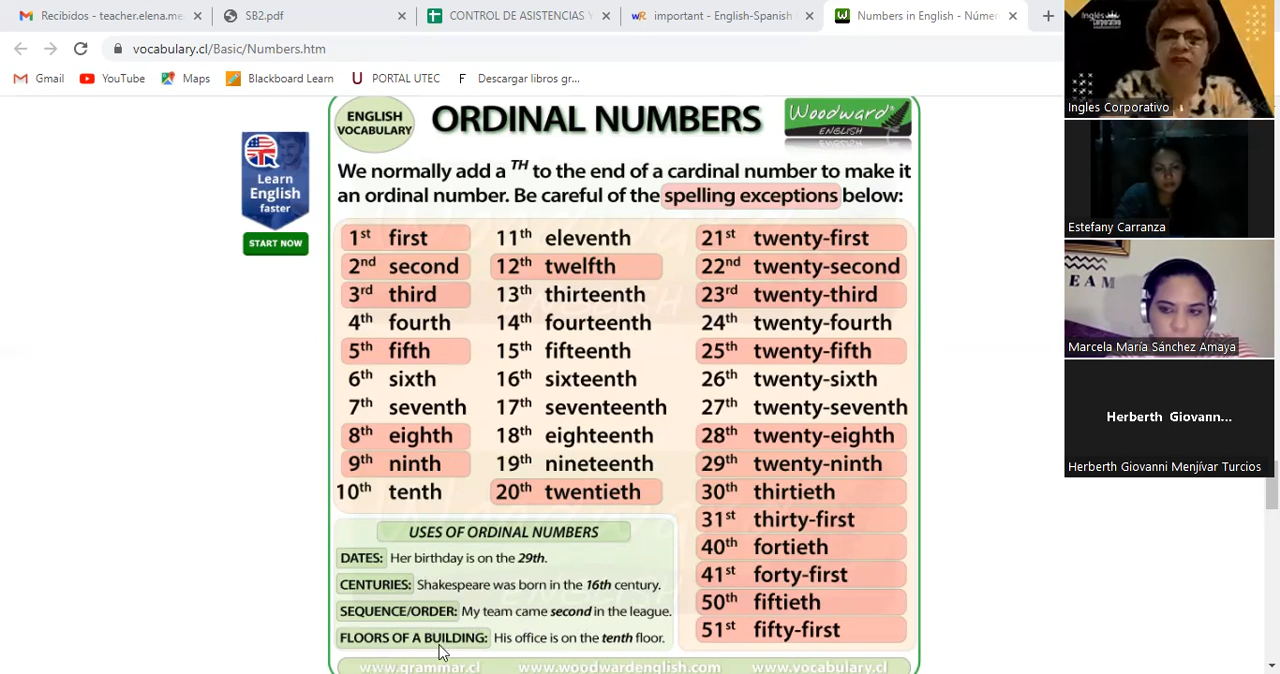 Recibidos - teacher.elena.me
SB2.pdf
CONTROL DE ASISTENCIAS Y
important - English-Spanish
Numbers in English - Númer
vocabulary.cl/Basic/Numbers.htm
Gmail
YouTube
Maps
Blackboard Learn
PORTAL UTEC
Descargar libros gr...
ENGLISH
VOCABULARY
ORDINAL NUMBERS
Woodward
ENGLISH
We normally add a TH to the end of a cardinal number to make it
an ordinal number. Be careful of the spelling exceptions below:
1st first
2nd second
3rd third
4th fourth
5th fifth
6th sixth
7th seventh
8th eighth
9th ninth
10th tenth
11th eleventh
12th twelfth
13th thirteenth
14th fourteenth
15th fifteenth
16th sixteenth
17th seventeenth
18th eighteenth
19th nineteenth
20th twentieth
21st twenty-first
22nd twenty-second
23rd twenty-third
24th twenty-fourth
25th twenty-fifth
26th twenty-sixth
27th twenty-seventh
28th twenty-eighth
29th twenty-ninth
30th thirtieth
31st thirty-first
40th fortieth
41st forty-first
50th fiftieth
51st fifty-first
USES OF ORDINAL NUMBERS
DATES: Her birthday is on the 29th.
CENTURIES: Shakespeare was born in the 16th century.
SEQUENCE/ORDER: My team came second in the league.
FLOORS OF A BUILDING: His office is on the tenth floor.
www.grammar.cl www.woodwardenglish.com www.vocabulary.cl
Learn
English
faster
START NOW
Inglés
Corporativo
Ingles Corporativo
Estefany Carranza
EAM
Marcela María Sánchez Amaya
Herberth Giovann...
Herberth Giovanni Menjívar Turcios